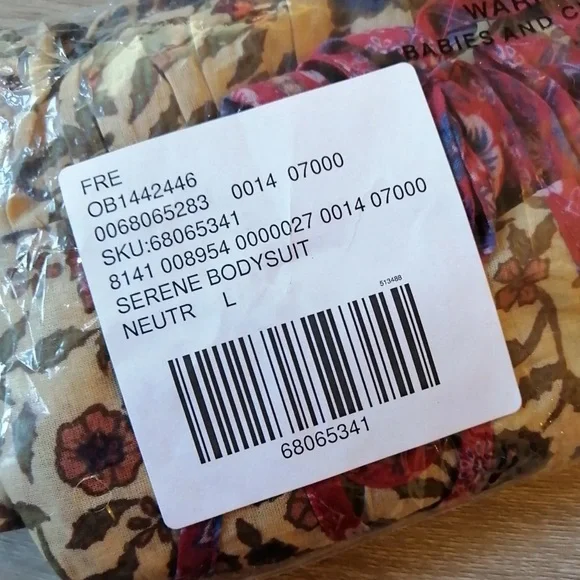 WAR
BABIES AND C
FRE
OB1442446
0068065283 0014 07000
SKU:68065341
8141 008954 0000027 0014 07000
SERENE BODYSUIT
NEUTR L
513488
68065341